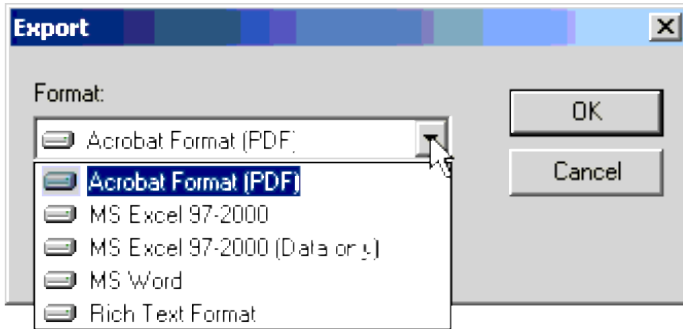 Export
Format:
Acrobat Format (PDF)
OK
Cancel
Acrobat Format (PDF)
MS Excel 97-2000
MS Excel 97-2000 (Data only)
MS Word
Rich Text Format